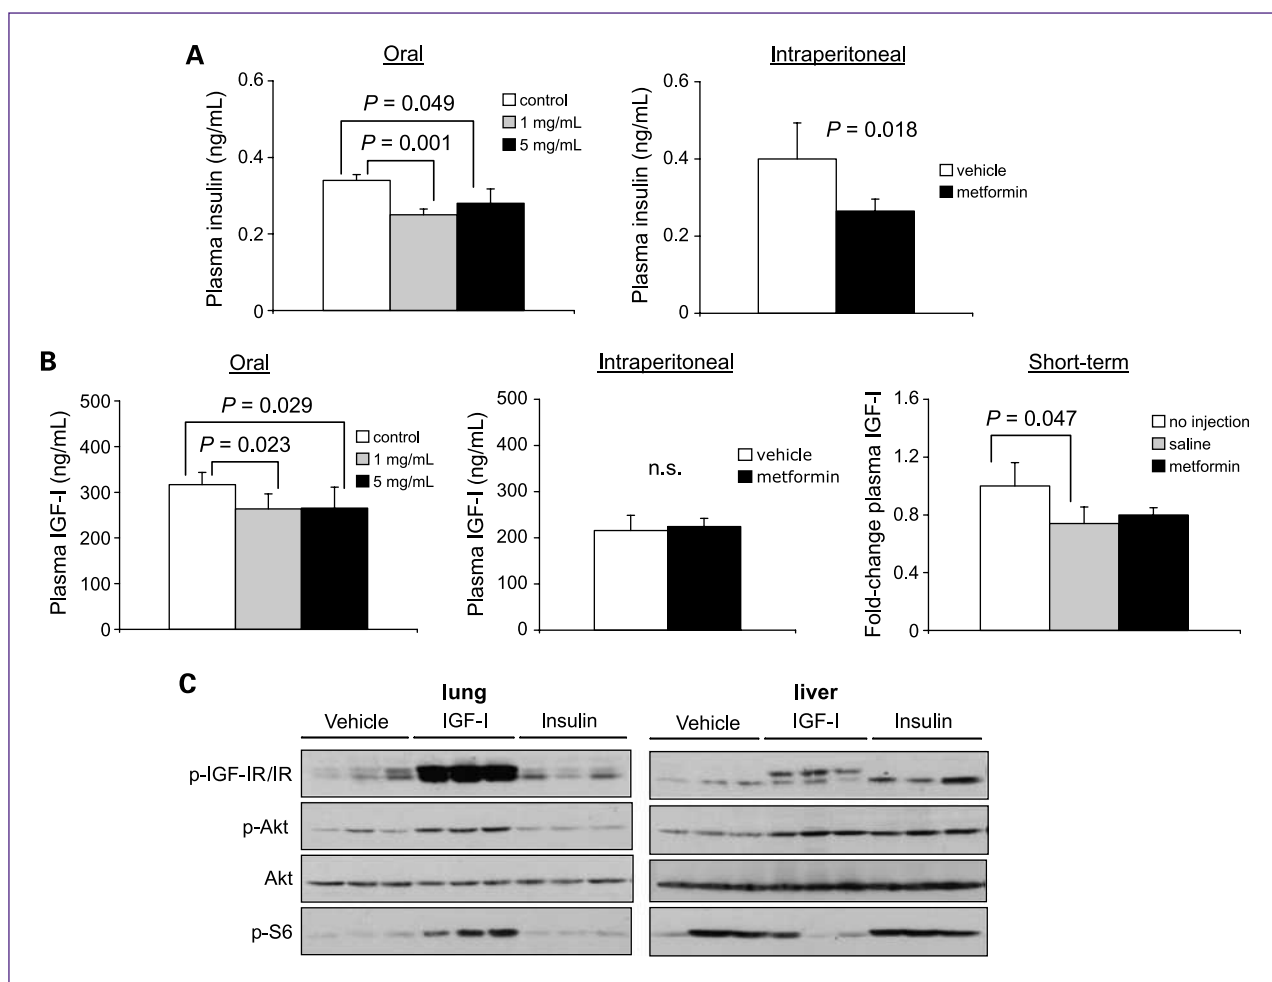 A
Oral
Plasma insulin (ng/mL)
0.6
0.4
0.2
0
P = 0.049
P = 0.001
control
1 mg/mL
5 mg/mL
Intraperitoneal
Plasma insulin (ng/mL)
0.6
0.4
0.2
0
P = 0.018
vehicle
metformin
B
Oral
Plasma IGF-I (ng/mL)
500
400
300
200
100
0
P = 0.029
P = 0.023
control
1 mg/mL
5 mg/mL
Intraperitoneal
Plasma IGF-I (ng/mL)
500
400
300
200
100
0
n.s.
vehicle
metformin
Short-term
Fold-change plasma IGF-I
1.6
1.2
0.8
0.4
0
P = 0.047
no injection
saline
metformin
C
lung
Vehicle IGF-I Insulin
liver
Vehicle IGF-I Insulin
p-IGF-IR/IR
p-Akt
Akt
p-S6